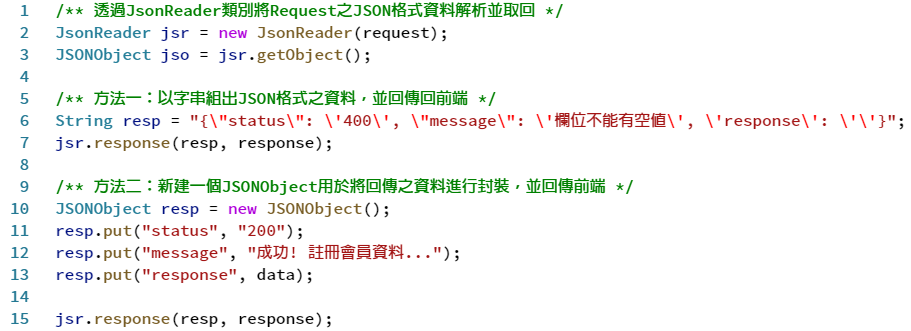 1 /** 透過JsonReader類別將Request之JSON格式資料解析並取回 */
2 JsonReader jsr = new JsonReader(request);
3 JSONObject jso = jsr.getObject();
4
5 /** 方法一：以字串組出JSON格式之資料，並回傳回前端 */
6 String resp = "{\"status\": \'400\', \"message\": \'欄位不能有空值\', \'response\': \'\'}";
7 jsr.response(resp, response);
8
9 /** 方法二：新建一個JSONObject用於將回傳之資料進行封裝，並回傳前端 */
10 JSONObject resp = new JSONObject();
11 resp.put("status", "200");
12 resp.put("message", "成功! 註冊會員資料...");
13 resp.put("response", data);
14
15 jsr.response(resp, response);